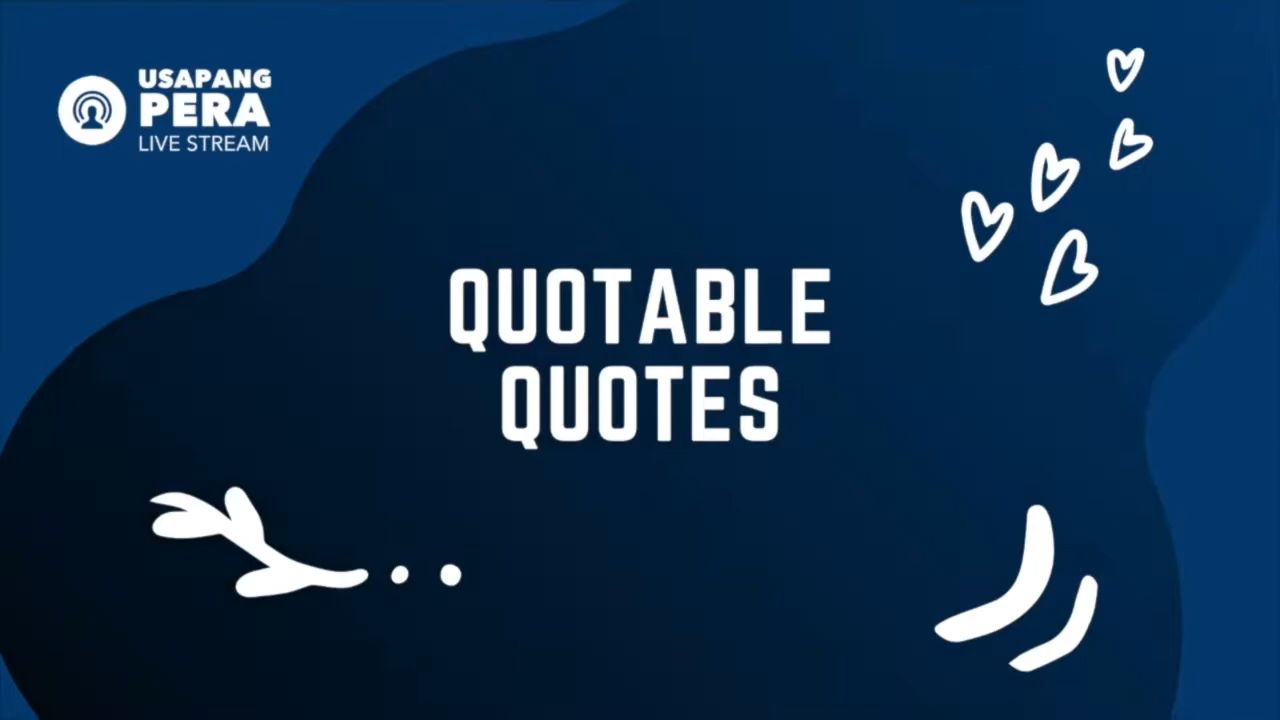 USAPANG
PERA
LIVE STREAM
QUOTABLE
QUOTES